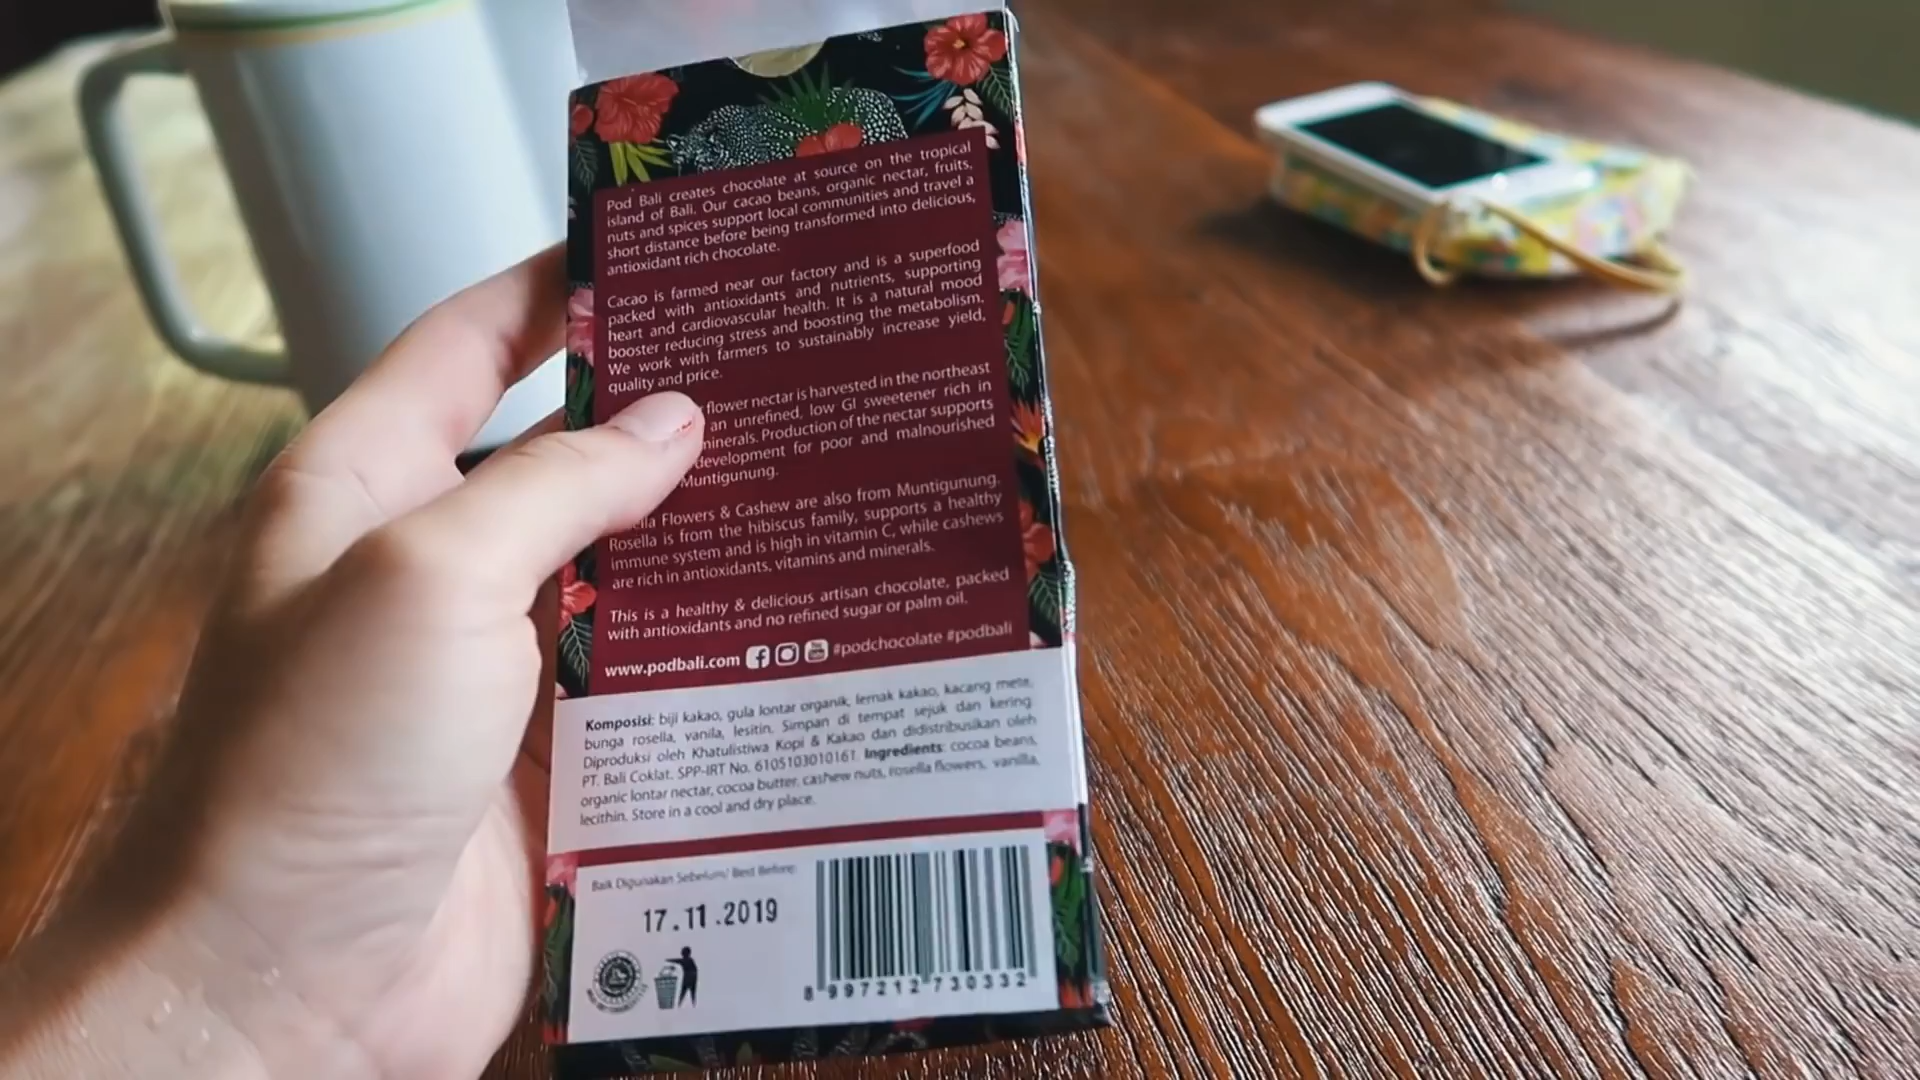 Pod Bali creates chocolate at source on the tropical
island of Bali. Our cacao beans, organic nectar, fruits,
nuts and spices support local communities and travel a
short distance before being transformed into delicious,
antioxidant rich chocolate.
Cacao is farmed near our factory and is a superfood
packed with antioxidants and nutrients, supporting
heart and cardiovascular health. It is a natural mood
booster reducing stress and boosting the metabolism.
We work with farmers to sustainably increase yield,
quality and price.
flower nectar is harvested in the northeast
an unrefined, low GI sweetener rich in
minerals. Production of the nectar supports
development for poor and malnourished
Muntigunung.
Flowers & Cashew are also from Muntigunung.
Rosella is from the hibiscus family, supports a healthy
immune system and is high in vitamin C, while cashews
are rich in antioxidants, vitamins and minerals.
This is a healthy & delicious artisan chocolate, packed
with antioxidants and no refined sugar or palm oil.
www.podbali.com #podchocolate #podbali
Komposisi: biji kakao, gula lontar organik, lemak kakao, kacang mete,
bunga rosella, vanila, lesitin. Simpan di tempat sejuk dan kering.
Diproduksi oleh Khatulistiwa Kopi & Kakao dan didistribusikan oleh
PT. Bali Coklat. SPP-IRT No. 6105103010161. Ingredients: cocoa beans,
organic lontar nectar, cocoa butter, cashew nuts, rosella flowers, vanilla,
lecithin. Store in a cool and dry place.
Baik Digunakan Sebelum/ Best Before:
17.11.2019
8 997212 730332